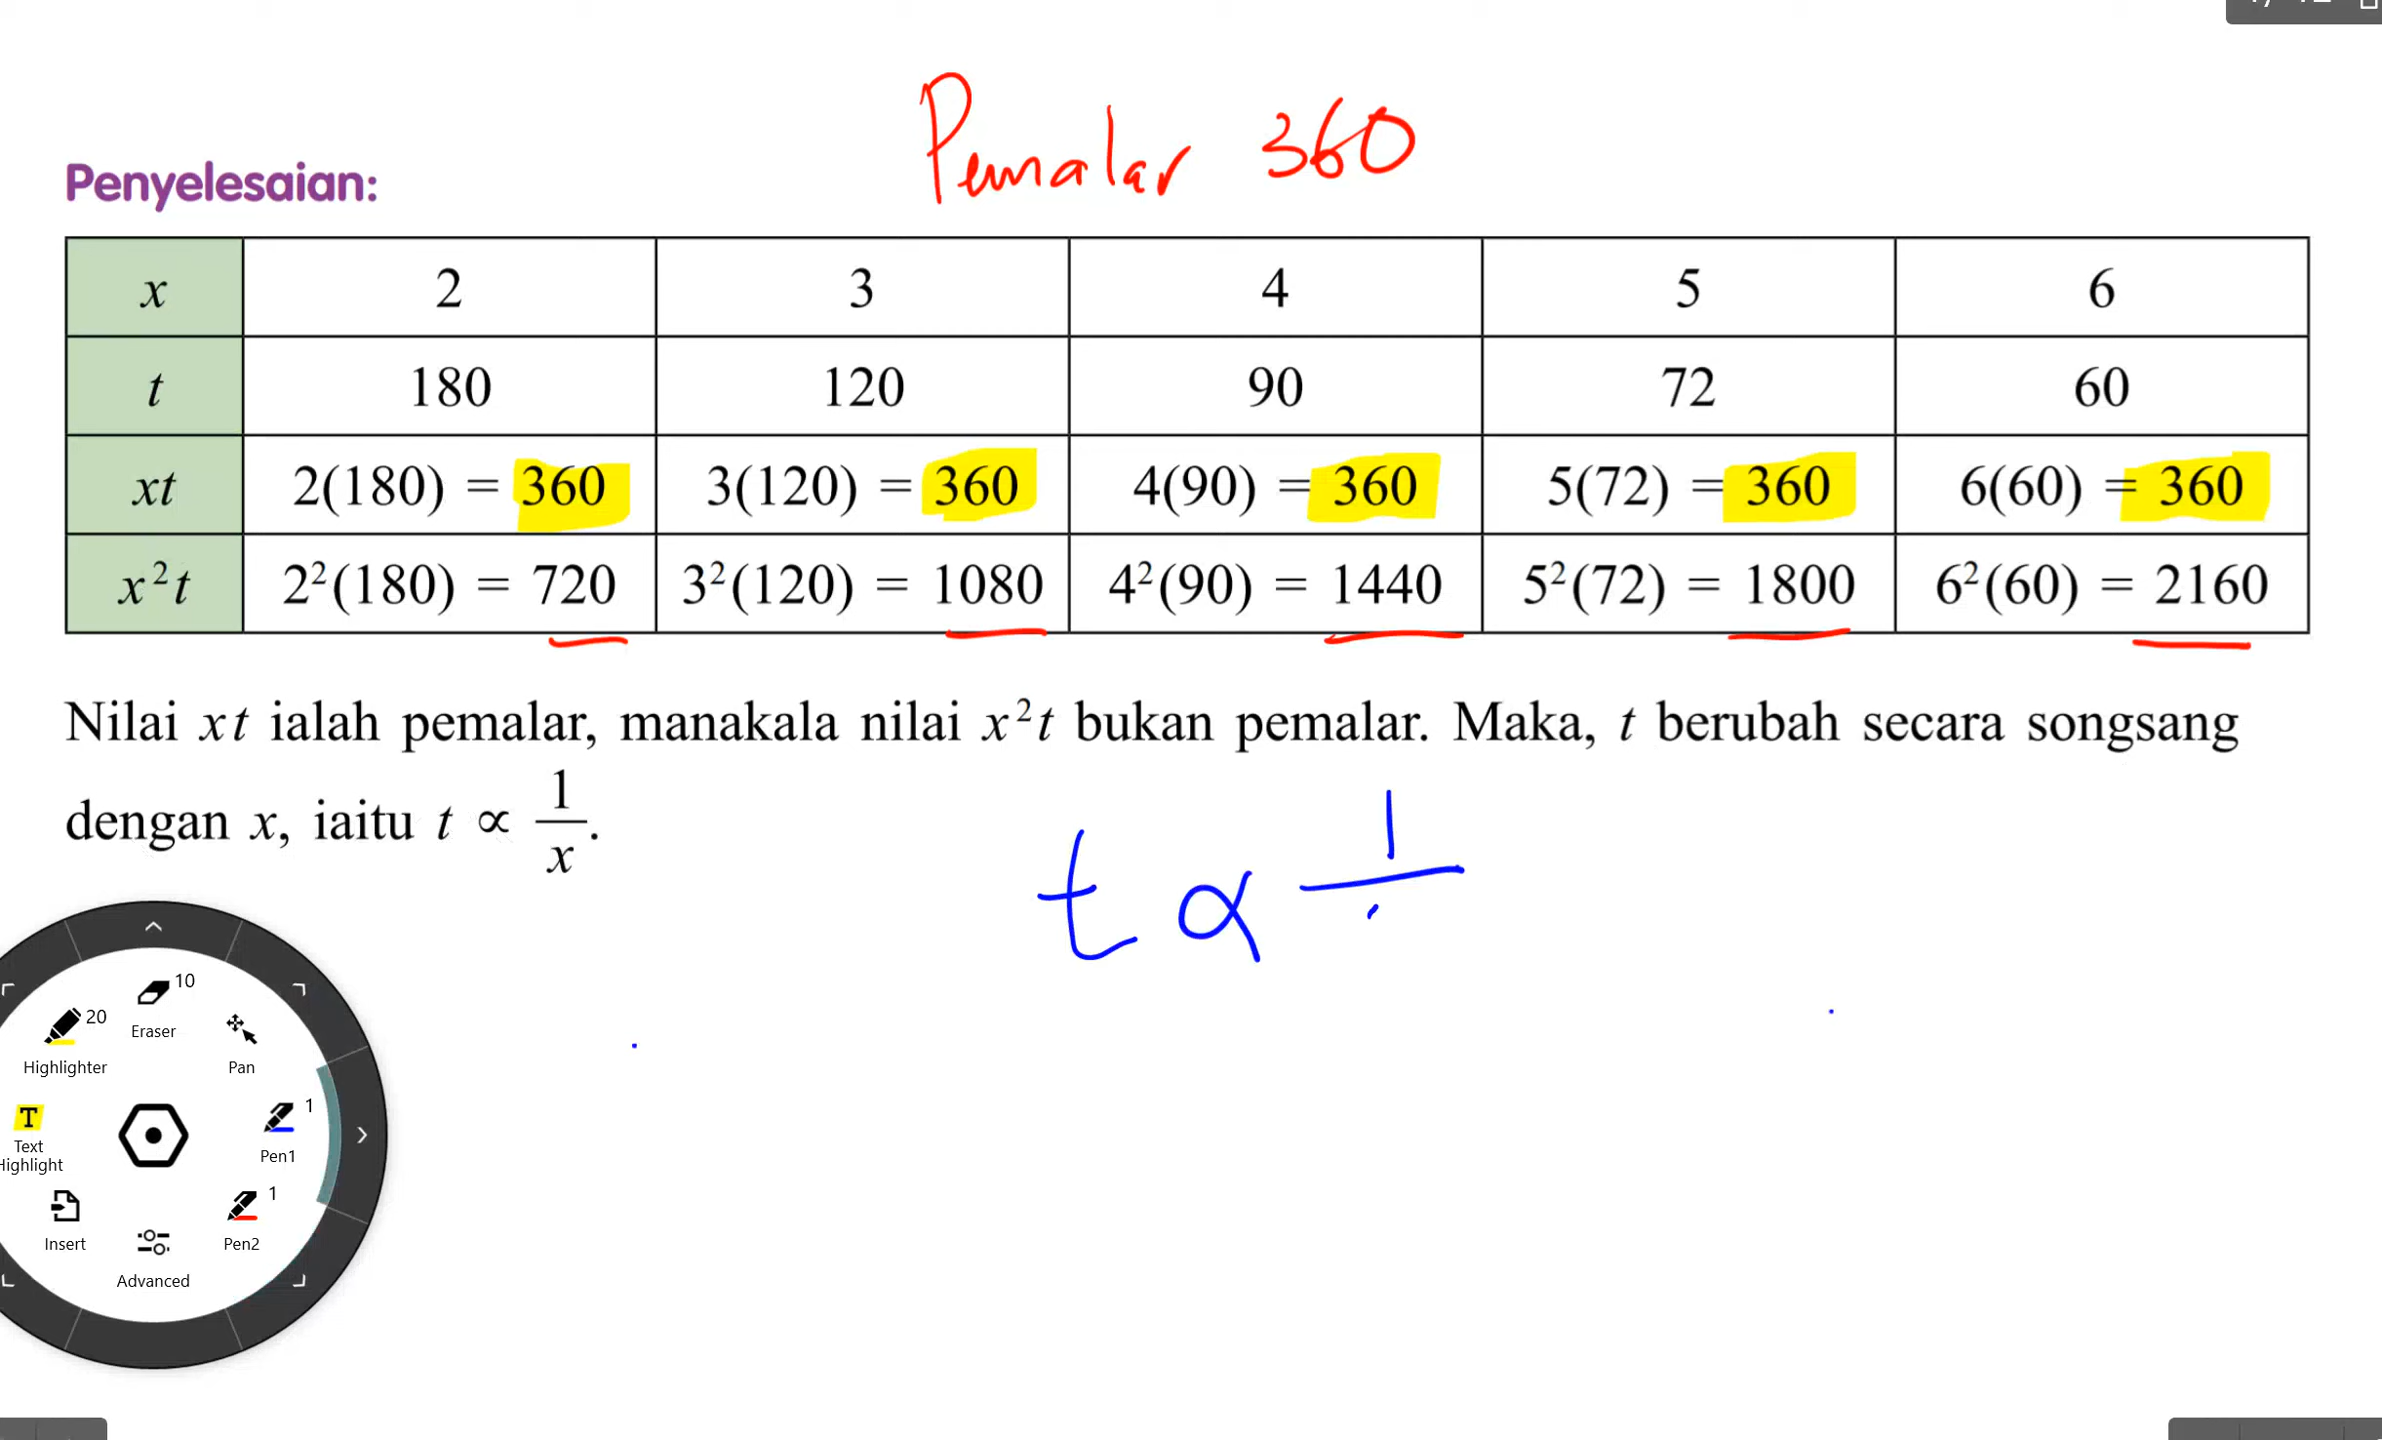 Pemalar 360
Penyelesaian:
x 2 3 4 5 6
t 180 120 90 72 60
xt 2(180) = 360 3(120) = 360 4(90) = 360 5(72) = 360 6(60) = 360
x²t 2²(180) = 720 3²(120) = 1080 4²(90) = 1440 5²(72) = 1800 6²(60) = 2160
Nilai xt ialah pemalar, manakala nilai x²t bukan pemalar. Maka, t berubah secara songsang
dengan x, iaitu t ∝ 1/x.
t ∝ 1/
10
Eraser
20
Highlighter
Pan
T
Text
Highlight
1
Pen1
Insert
1
Pen2
Advanced